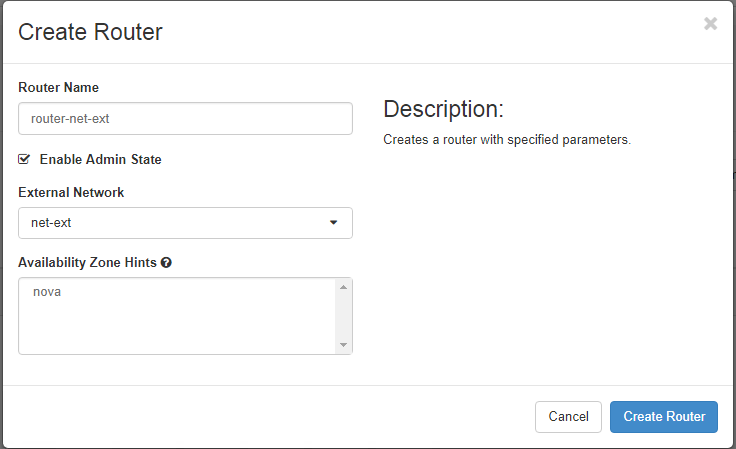 Create Router
Router Name
router-net-ext
Enable Admin State
External Network
net-ext
Availability Zone Hints
nova
Description:
Creates a router with specified parameters.
Cancel
Create Router